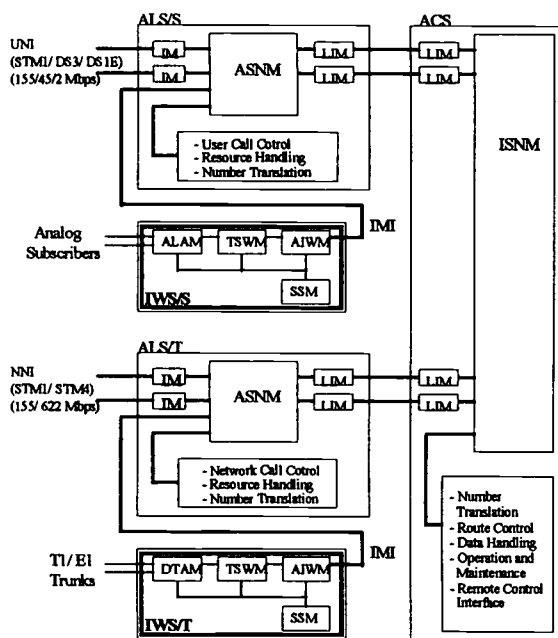 ALS/S
ACS
UNI
(STM1/ DS3/ DS1E)
(155/45/2 Mbps)
IM
IM
ASNM
LIM
LIM
LIM
LIM
ISNM
- User Call Cotrol
- Resource Handling
- Number Translation
IMI
Analog
Subscribers
ALAM
TSWM
AIWM
SSM
IWS/S
ALS/T
NNI
(STM1/ STM4)
(155/ 622 Mbps)
IM
IM
ASNM
LIM
LIM
LIM
LIM
- Network Call Cotrol
- Resource Handling
- Number Translation
IMI
T1/ E1
Trunks
DTAM
TSWM
AIWM
SSM
IWS/T
- Number
Translation
- Route Control
- Data Handling
- Operation and
Maintenance
- Remote Control
Interface